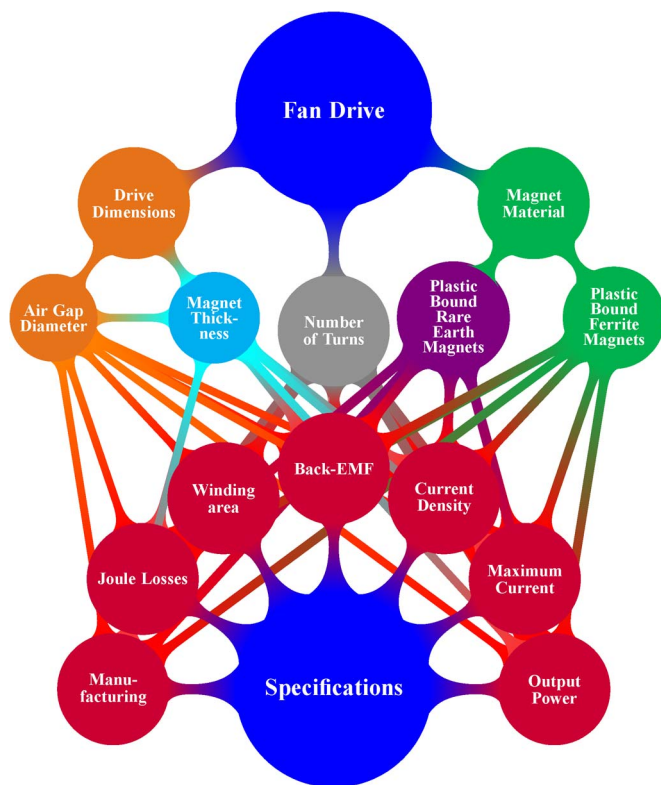 Fan Drive
Drive
Dimensions
Magnet
Material
Air Gap
Diameter
Magnet
Thick-
ness
Number
of Turns
Plastic
Bound
Rare
Earth
Magnets
Plastic
Bound
Ferrite
Magnets
Winding
area
Back-EMF
Current
Density
Joule Losses
Maximum
Current
Manu-
facturing
Specifications
Output
Power